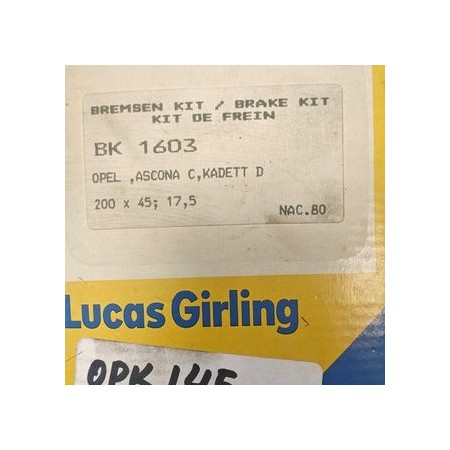 BREMSEN KIT / BRAKE KIT
KIT DE FREIN
BK 1603
OPEL ,ASCONA C,KADETT D
200 x 45; 17,5
NAC.80
Lucas Girling
OPK 145